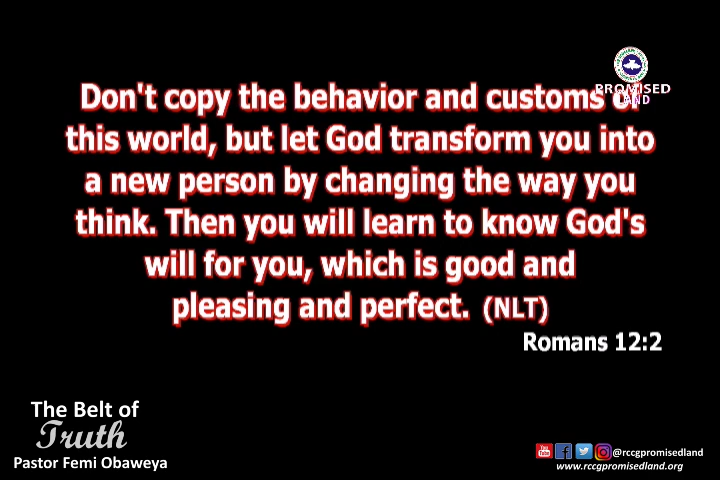 PROMISED
LAND
Don't copy the behavior and customs of
this world, but let God transform you into
a new person by changing the way you
think. Then you will learn to know God's
will for you, which is good and
pleasing and perfect. (NLT)
Romans 12:2
The Belt of
Truth
Pastor Femi Obaweya
@rccgpromisedland
www.rccgpromisedland.org